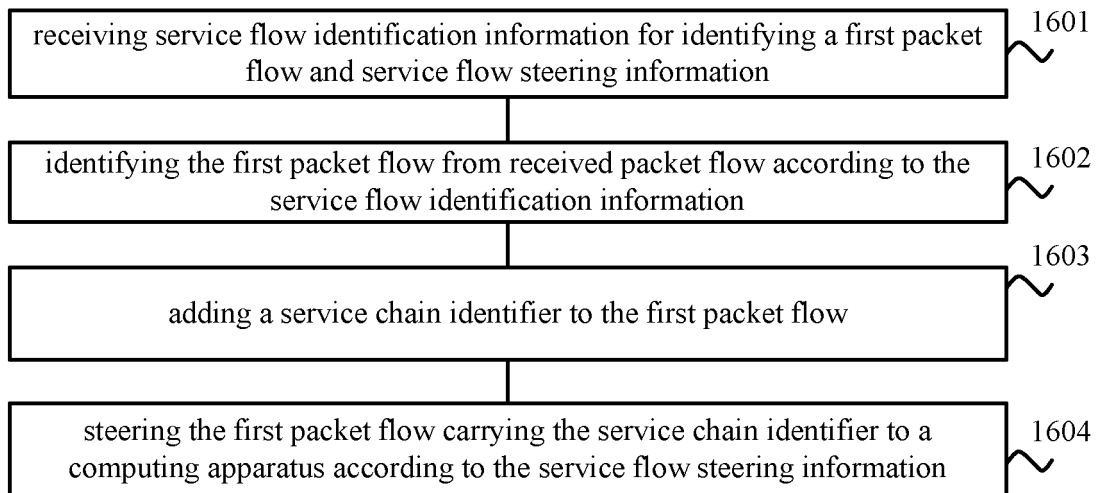 1601
receiving service flow identification information for identifying a first packet
flow and service flow steering information
1602
identifying the first packet flow from received packet flow according to the
service flow identification information
1603
adding a service chain identifier to the first packet flow
1604
steering the first packet flow carrying the service chain identifier to a
computing apparatus according to the service flow steering information